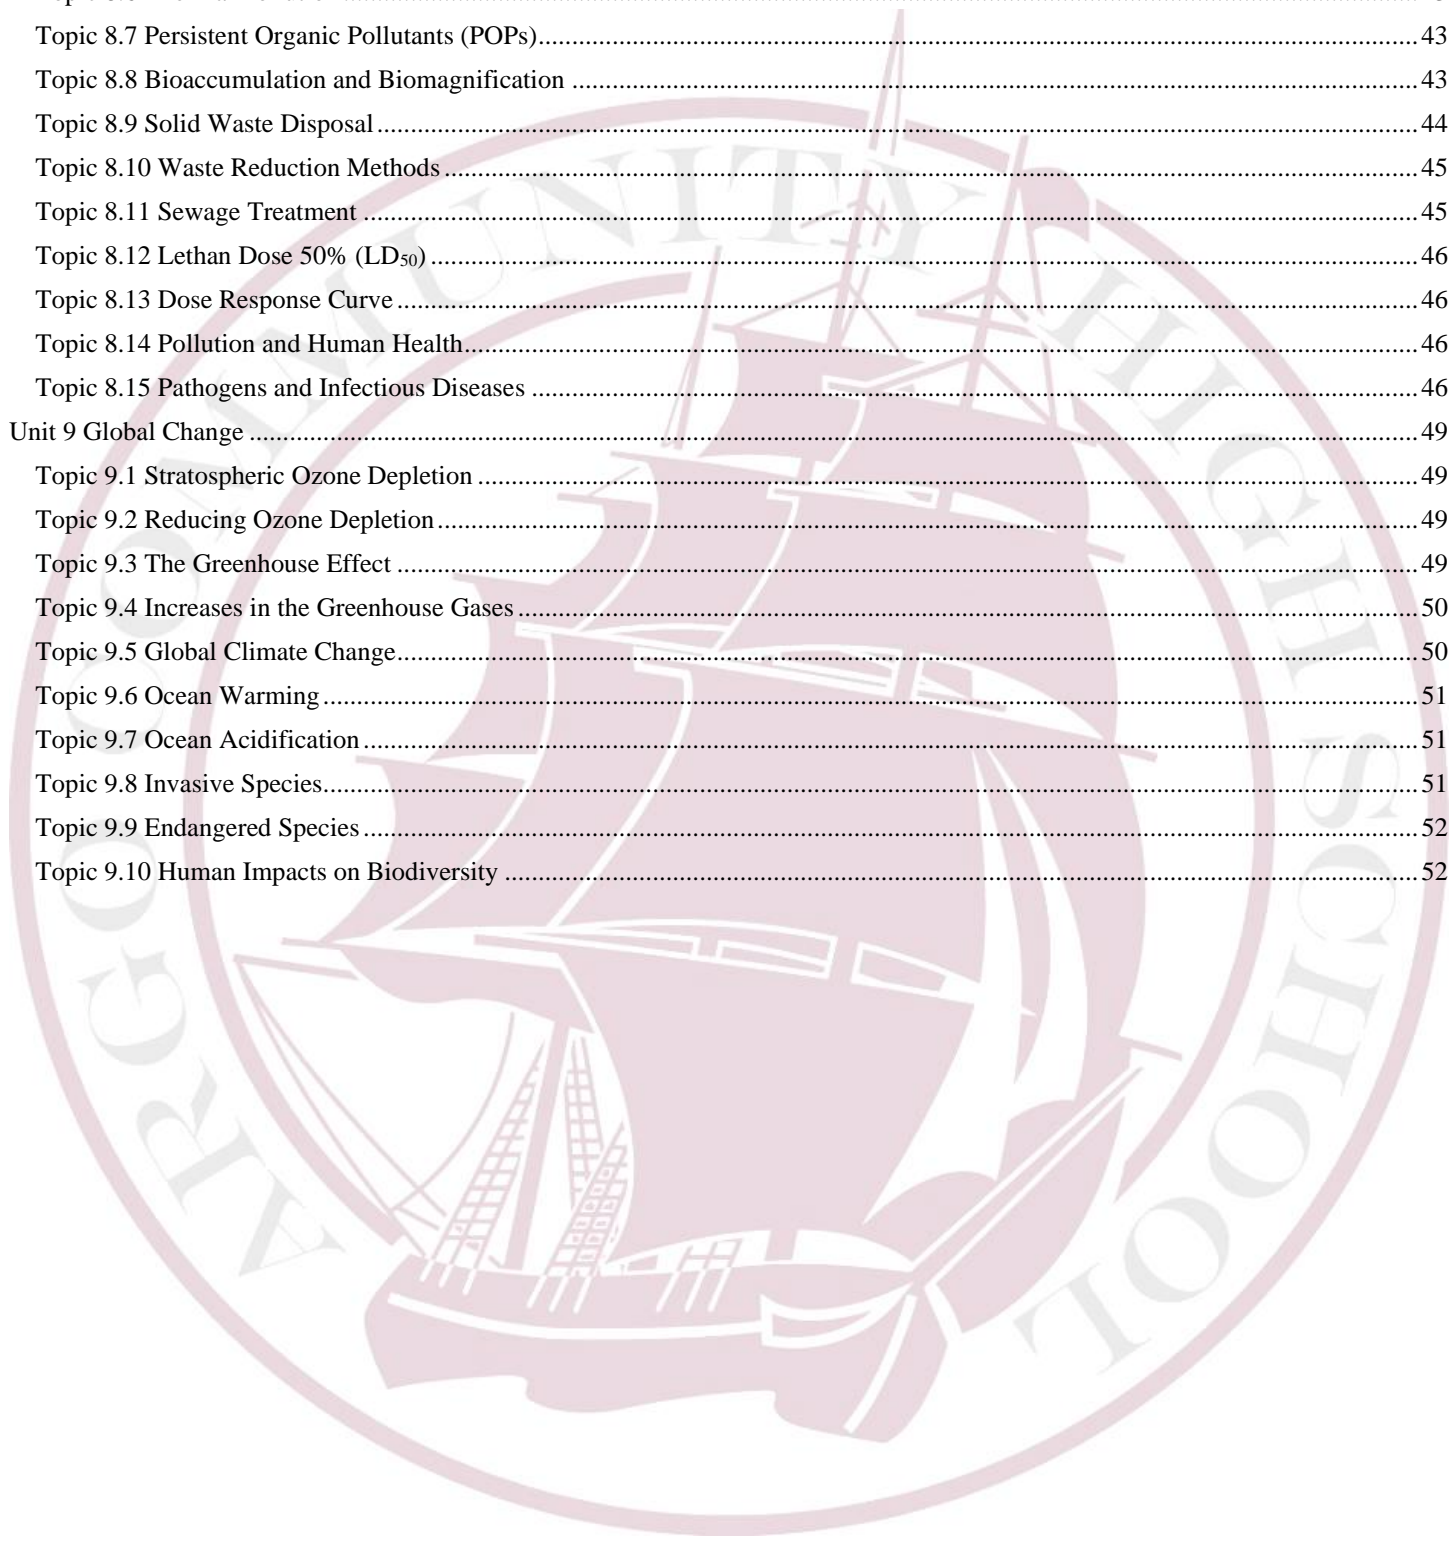 Topic 8.7 Persistent Organic Pollutants (POPs)........43
Topic 8.8 Bioaccumulation and Biomagnification........43
Topic 8.9 Solid Waste Disposal........44
Topic 8.10 Waste Reduction Methods........45
Topic 8.11 Sewage Treatment........45
Topic 8.12 Lethan Dose 50% (LD₅₀)........46
Topic 8.13 Dose Response Curve........46
Topic 8.14 Pollution and Human Health........46
Topic 8.15 Pathogens and Infectious Diseases........46
Unit 9 Global Change........49
Topic 9.1 Stratospheric Ozone Depletion........49
Topic 9.2 Reducing Ozone Depletion........49
Topic 9.3 The Greenhouse Effect........49
Topic 9.4 Increases in the Greenhouse Gases........50
Topic 9.5 Global Climate Change........50
Topic 9.6 Ocean Warming........51
Topic 9.7 Ocean Acidification........51
Topic 9.8 Invasive Species........51
Topic 9.9 Endangered Species........52
Topic 9.10 Human Impacts on Biodiversity........52
ARGO COMMUNITY HIGH SCHOOL